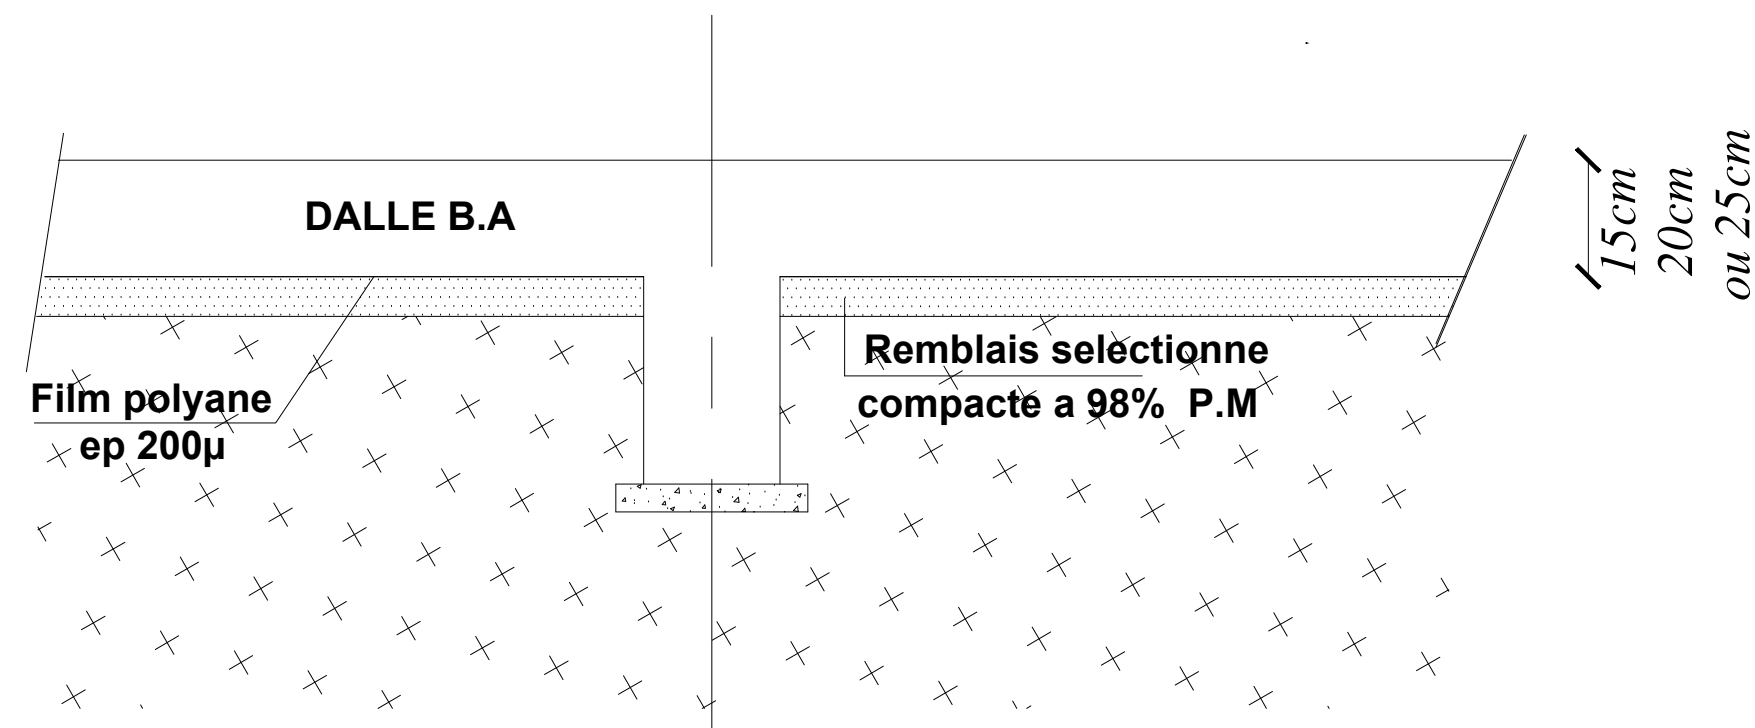 DALLE B.A
15cm
20cm
ou 25cm
Remblais selectionne
compacte a 98% P.M
Film polyane
ep 200µ